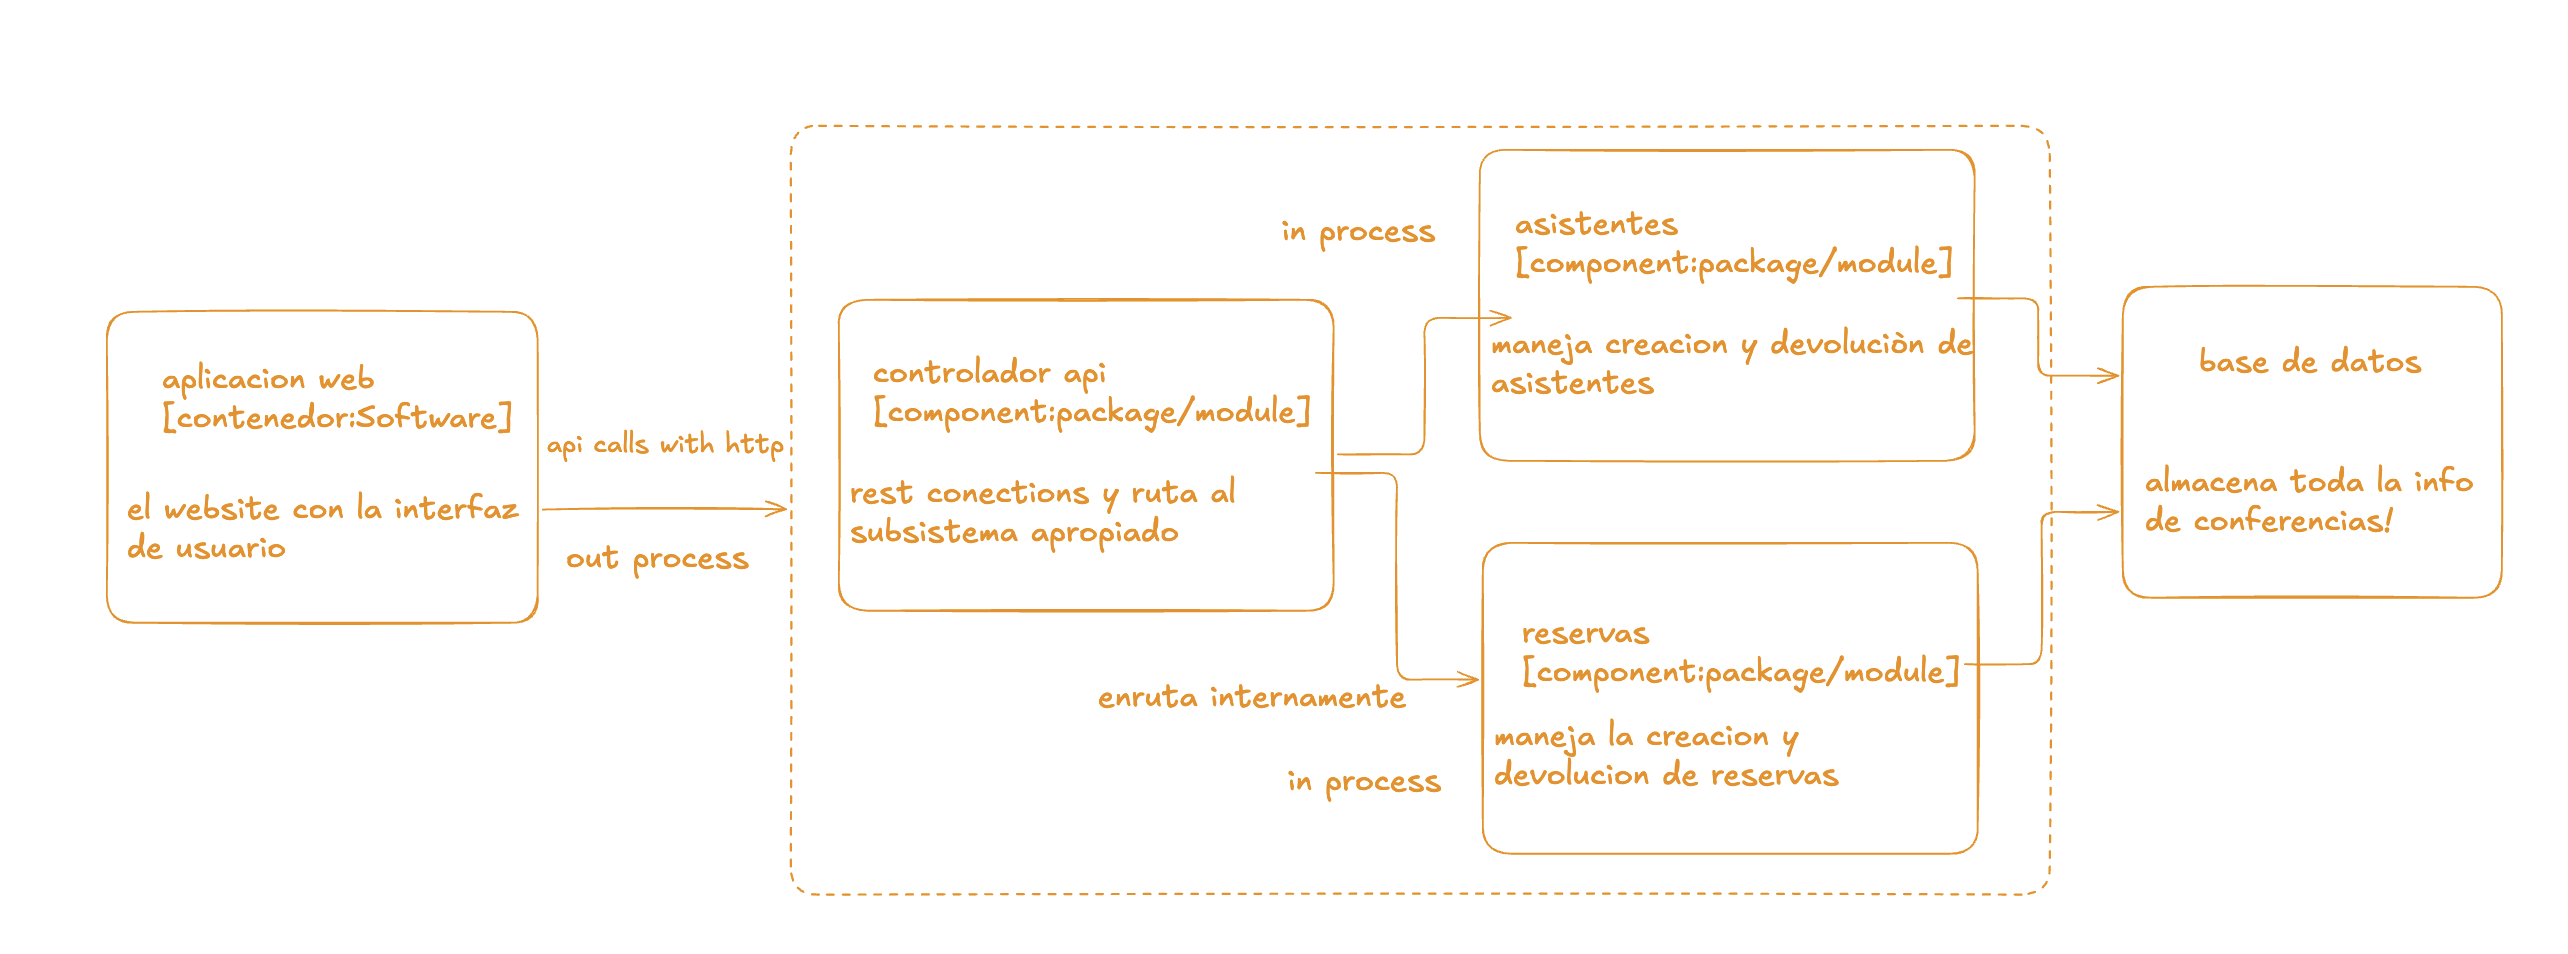 aplicacion web
[contenedor:Software]
el website con la interfaz
de usuario
api calls with http
out process
controlador api
[component:package/module]
rest conections y ruta al
subsistema apropiado
in process
asistentes
[component:package/module]
maneja creacion y devoluciòn de
asistentes
enruta internamente
in process
reservas
[component:package/module]
maneja la creacion y
devolucion de reservas
base de datos
almacena toda la info
de conferencias!